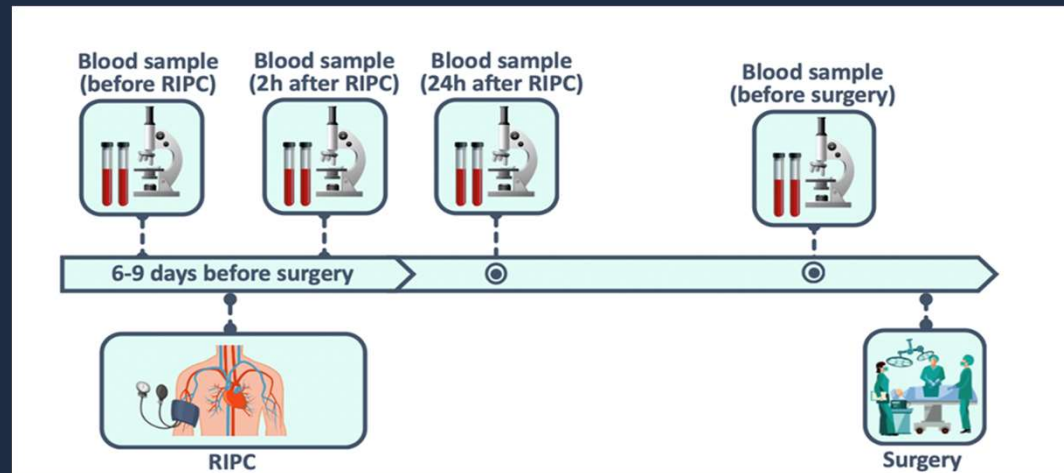 Blood sample
(before RIPC)
Blood sample
(2h after RIPC)
Blood sample
(24h after RIPC)
Blood sample
(before surgery)
6-9 days before surgery
RIPC
Surgery